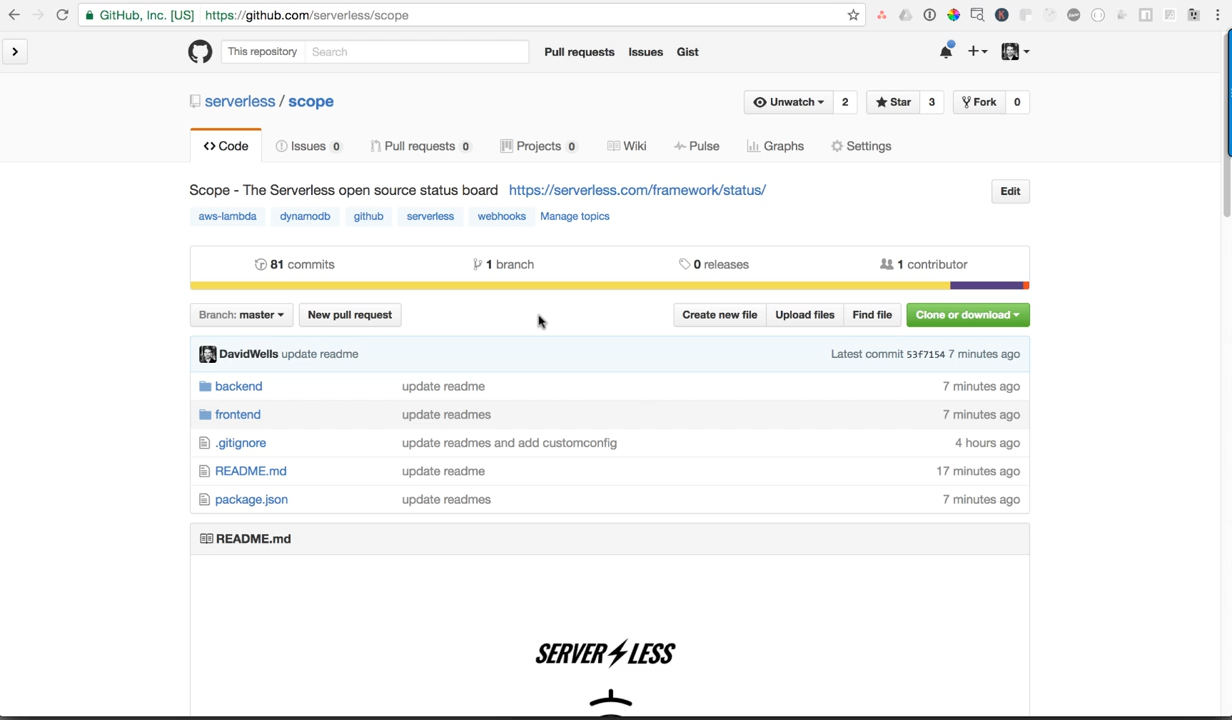 GitHub, Inc. [US] https://github.com/serverless/scope
This repository Search Pull requests Issues Gist
serverless / scope
Unwatch 2 Star 3 Fork 0
Code Issues 0 Pull requests 0 Projects 0 Wiki Pulse Graphs Settings
Scope - The Serverless open source status board https://serverless.com/framework/status/ Edit
aws-lambda dynamodb github serverless webhooks Manage topics
81 commits 1 branch 0 releases 1 contributor
Branch: master New pull request Create new file Upload files Find file Clone or download
DavidWells update readme Latest commit 53f7154 7 minutes ago
backend update readme 7 minutes ago
frontend update readmes 7 minutes ago
.gitignore update readmes and add customconfig 4 hours ago
README.md update readme 17 minutes ago
package.json update readmes 7 minutes ago
README.md
SERVERLESS